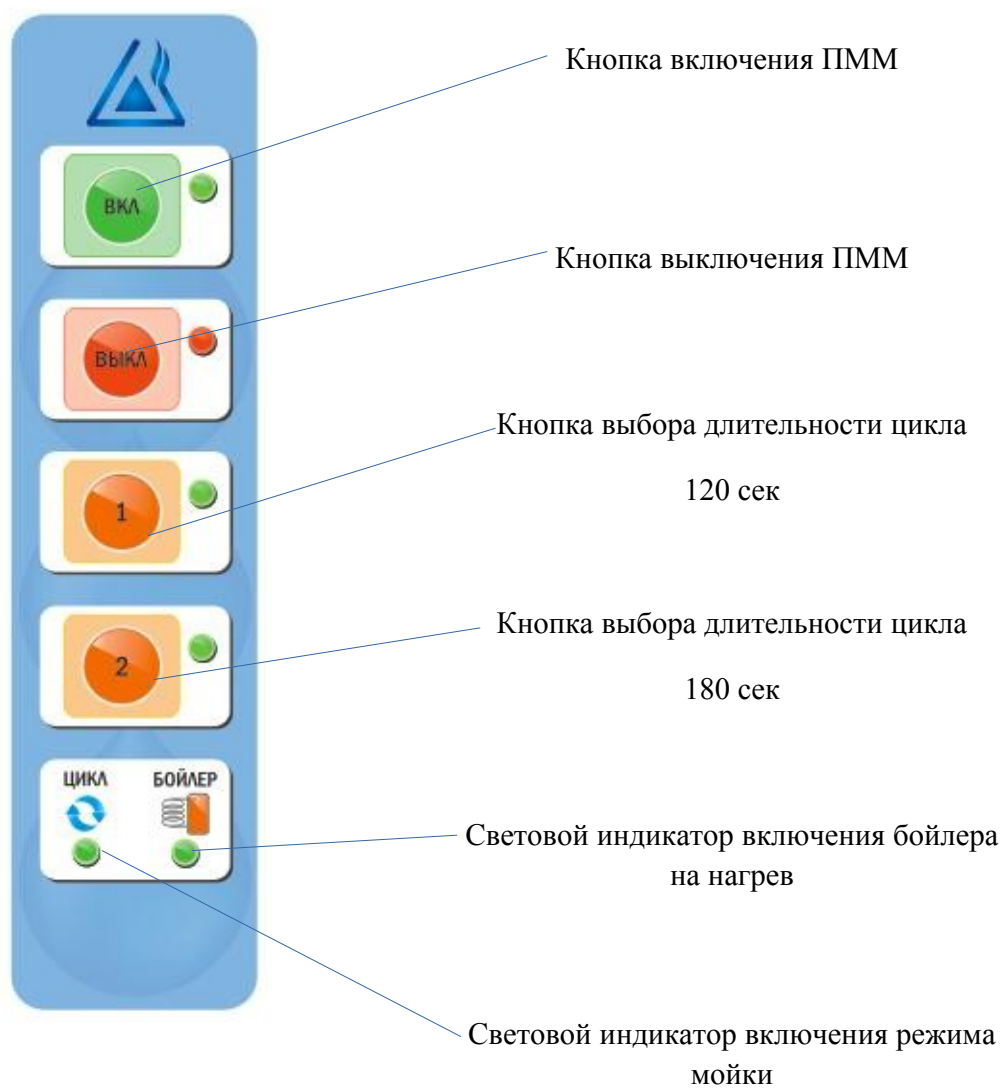 Кнопка включения ПММ
ВКЛ
Кнопка выключения ПММ
ВЫКЛ
Кнопка выбора длительности цикла
120 сек
1
Кнопка выбора длительности цикла
180 сек
2
ЦИКЛ БОЙЛЕР
Световой индикатор включения бойлера
на нагрев
Световой индикатор включения режима
мойки